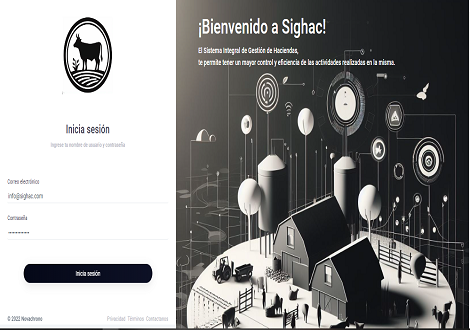 Inicia sesión
Ingrese tu nombre de usuario y contraseña
Correo electrónico
info@sighac.com
Contraseña
Inicia sesión
© 2022 Novachrono
Privacidad Términos Contactanos
¡Bienvenido a Sighac!
El Sistema Integral de Gestión de Haciendas,
te permite tener un mayor control y eficiencia de las actividades realizadas en la misma.